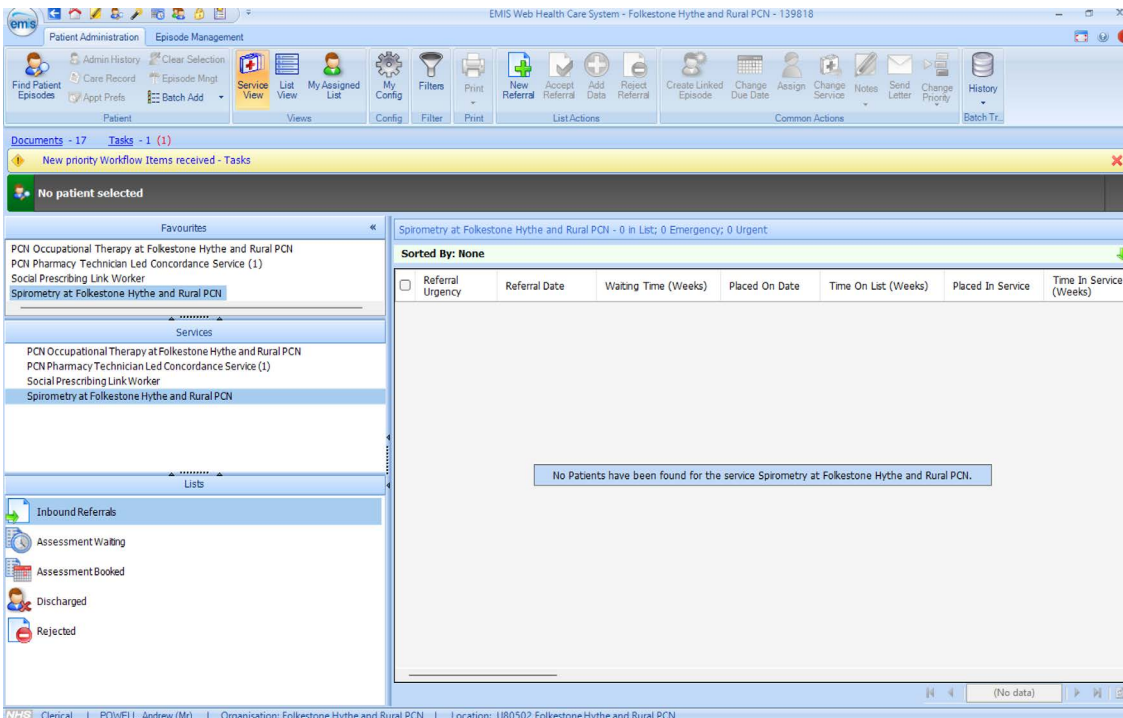 emis
EMIS Web Health Care System - Folkestone Hythe and Rural PCN - 139818
Patient Administration Episode Management
Find Patient Episodes
Admin History
Care Record
Appt Prefs
Clear Selection
Episode Mngt
Batch Add
Service View
List View
My Assigned List
My Config
Filters
Print
New Referral
Accept Referral
Add Data
Reject Referral
Create Linked Episode
Change Due Date
Assign
Change Service
Notes
Send Letter
Change Priority
History
Patient Views Config Filter Print List Actions Common Actions Batch Tr...
Documents - 17 Tasks - 1 (1)
New priority Workflow Items received - Tasks
No patient selected
Favourites
PCN Occupational Therapy at Folkestone Hythe and Rural PCN
PCN Pharmacy Technician Led Concordance Service (1)
Social Prescribing Link Worker
Spirometry at Folkestone Hythe and Rural PCN
Services
PCN Occupational Therapy at Folkestone Hythe and Rural PCN
PCN Pharmacy Technician Led Concordance Service (1)
Social Prescribing Link Worker
Spirometry at Folkestone Hythe and Rural PCN
Lists
Inbound Referrals
Assessment Waiting
Assessment Booked
Discharged
Rejected
Spirometry at Folkestone Hythe and Rural PCN - 0 in List; 0 Emergency; 0 Urgent
Sorted By: None
Referral Urgency
Referral Date
Waiting Time (Weeks)
Placed On Date
Time On List (Weeks)
Placed In Service
Time In Service (Weeks)
No Patients have been found for the service Spirometry at Folkestone Hythe and Rural PCN.
(No data)
NHS Clerical | POWELL, Andrew (Mr) | Organisation: Folkestone Hythe and Rural PCN | Location: U80502 Folkestone Hythe and Rural PCN